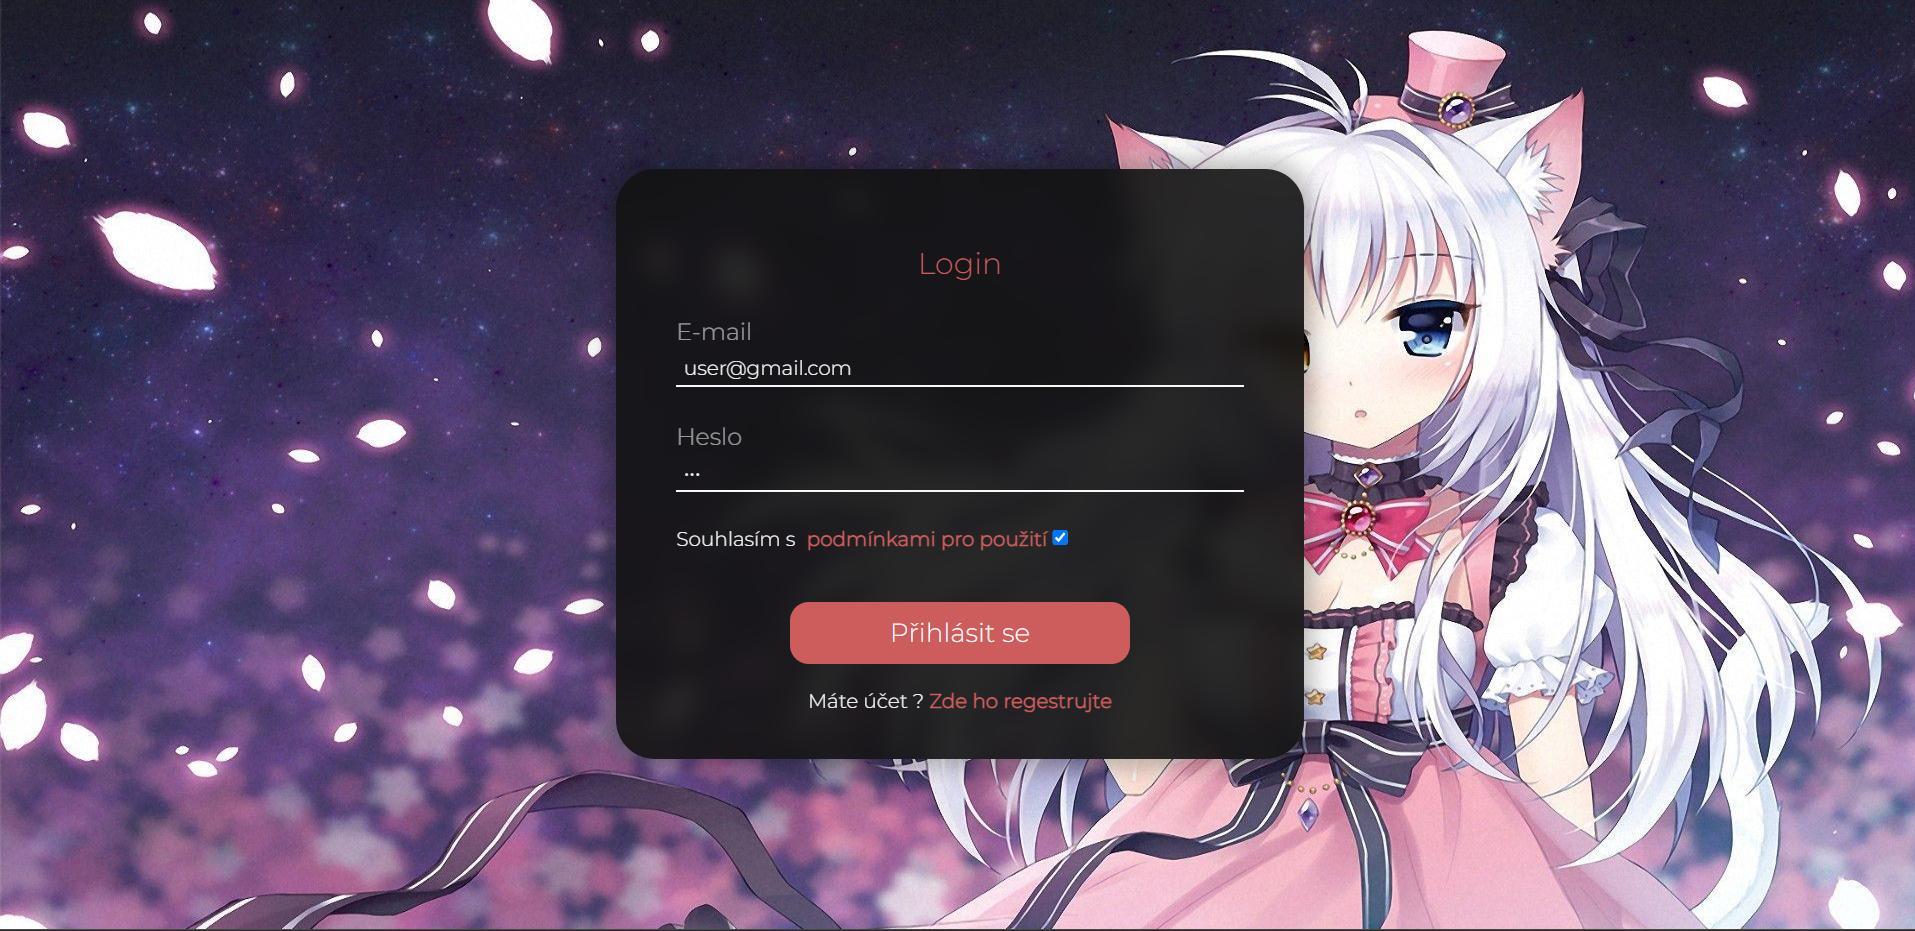 Login
E-mail
user@gmail.com
Heslo
...
Souhlasím s podmínkami pro použití
Přihlásit se
Máte účet ? Zde ho regestrujte